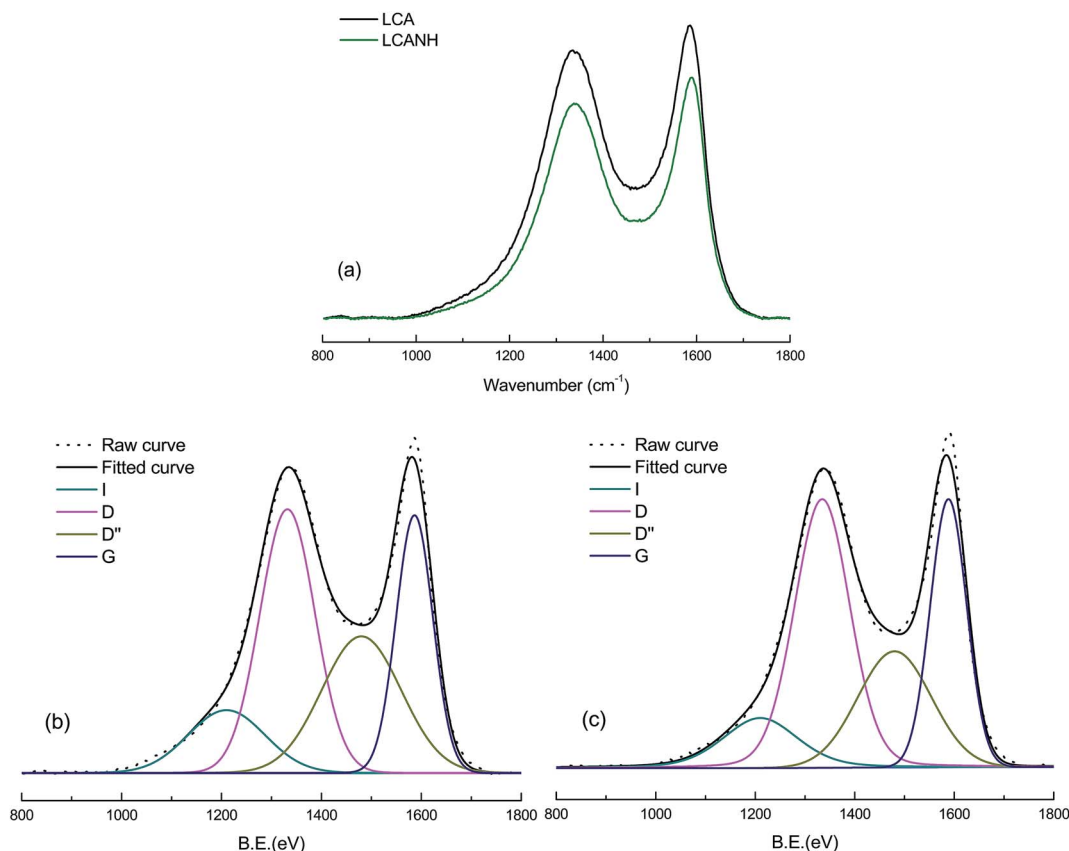 LCA
LCANH
(a)
800 1000 1200 1400 1600 1800
Wavenumber (cm⁻¹)
Raw curve
Fitted curve
I
D
D"
G
(b)
800 1000 1200 1400 1600 1800
B.E.(eV)
Raw curve
Fitted curve
I
D
D"
G
(c)
800 1000 1200 1400 1600 1800
B.E.(eV)